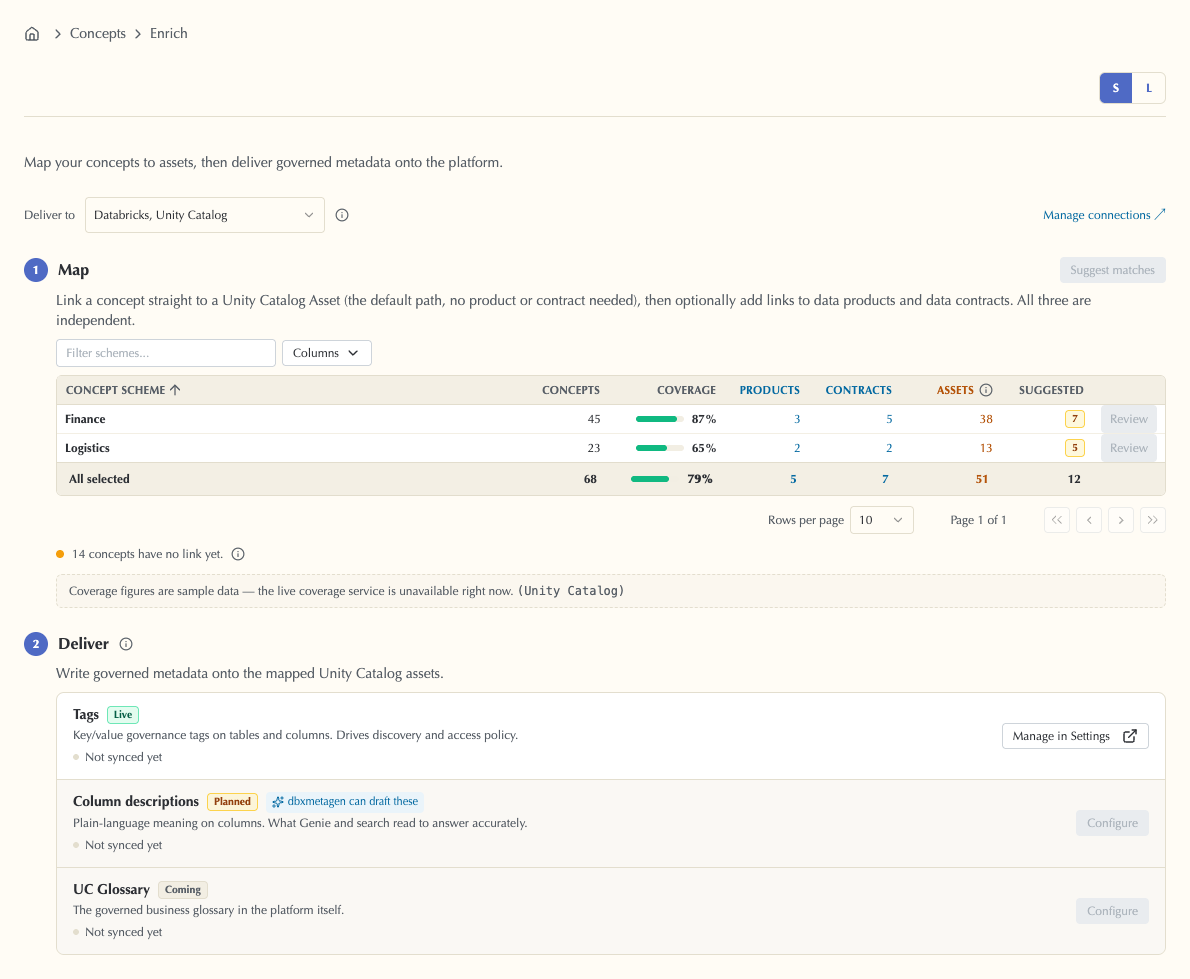 Concepts Enrich
S L
Map your concepts to assets, then deliver governed metadata onto the platform.
Deliver to Databricks, Unity Catalog Manage connections
1 Map Suggest matches
Link a concept straight to a Unity Catalog Asset (the default path, no product or contract needed), then optionally add links to data products and data contracts. All three are
independent.
Filter schemes... Columns
CONCEPT SCHEME CONCEPTS COVERAGE PRODUCTS CONTRACTS ASSETS SUGGESTED
Finance 45 87% 3 5 38 7 Review
Logistics 23 65% 2 2 13 5 Review
All selected 68 79% 5 7 51 12
Rows per page 10 Page 1 of 1
14 concepts have no link yet.
Coverage figures are sample data — the live coverage service is unavailable right now. (Unity Catalog)
2 Deliver
Write governed metadata onto the mapped Unity Catalog assets.
Tags Live
Key/value governance tags on tables and columns. Drives discovery and access policy.
Manage in Settings
Not synced yet
Column descriptions Planned dbxmetagen can draft these
Plain-language meaning on columns. What Genie and search read to answer accurately.
Configure
Not synced yet
UC Glossary Coming
The governed business glossary in the platform itself.
Configure
Not synced yet